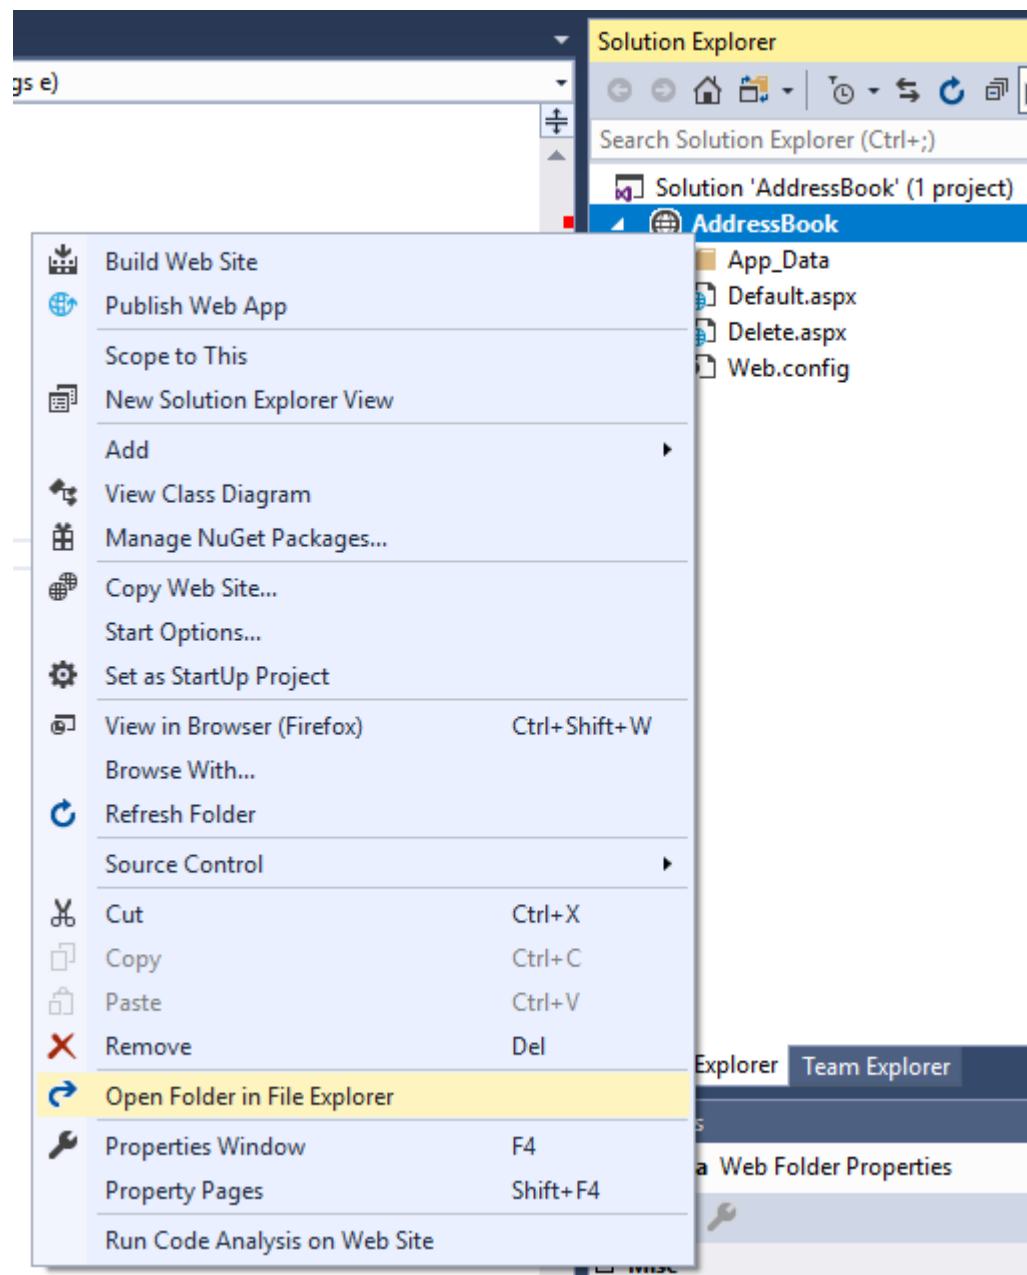 Solution Explorer
gs e)
Search Solution Explorer (Ctrl+;)
Solution 'AddressBook' (1 project)
AddressBook
App_Data
Default.aspx
Delete.aspx
Web.config
Build Web Site
Publish Web App
Scope to This
New Solution Explorer View
Add
View Class Diagram
Manage NuGet Packages...
Copy Web Site...
Start Options...
Set as StartUp Project
View in Browser (Firefox) Ctrl+Shift+W
Browse With...
Refresh Folder
Source Control
Cut Ctrl+X
Copy Ctrl+C
Paste Ctrl+V
Remove Del
Open Folder in File Explorer
Properties Window F4
Property Pages Shift+F4
Run Code Analysis on Web Site
Explorer Team Explorer
s
a Web Folder Properties